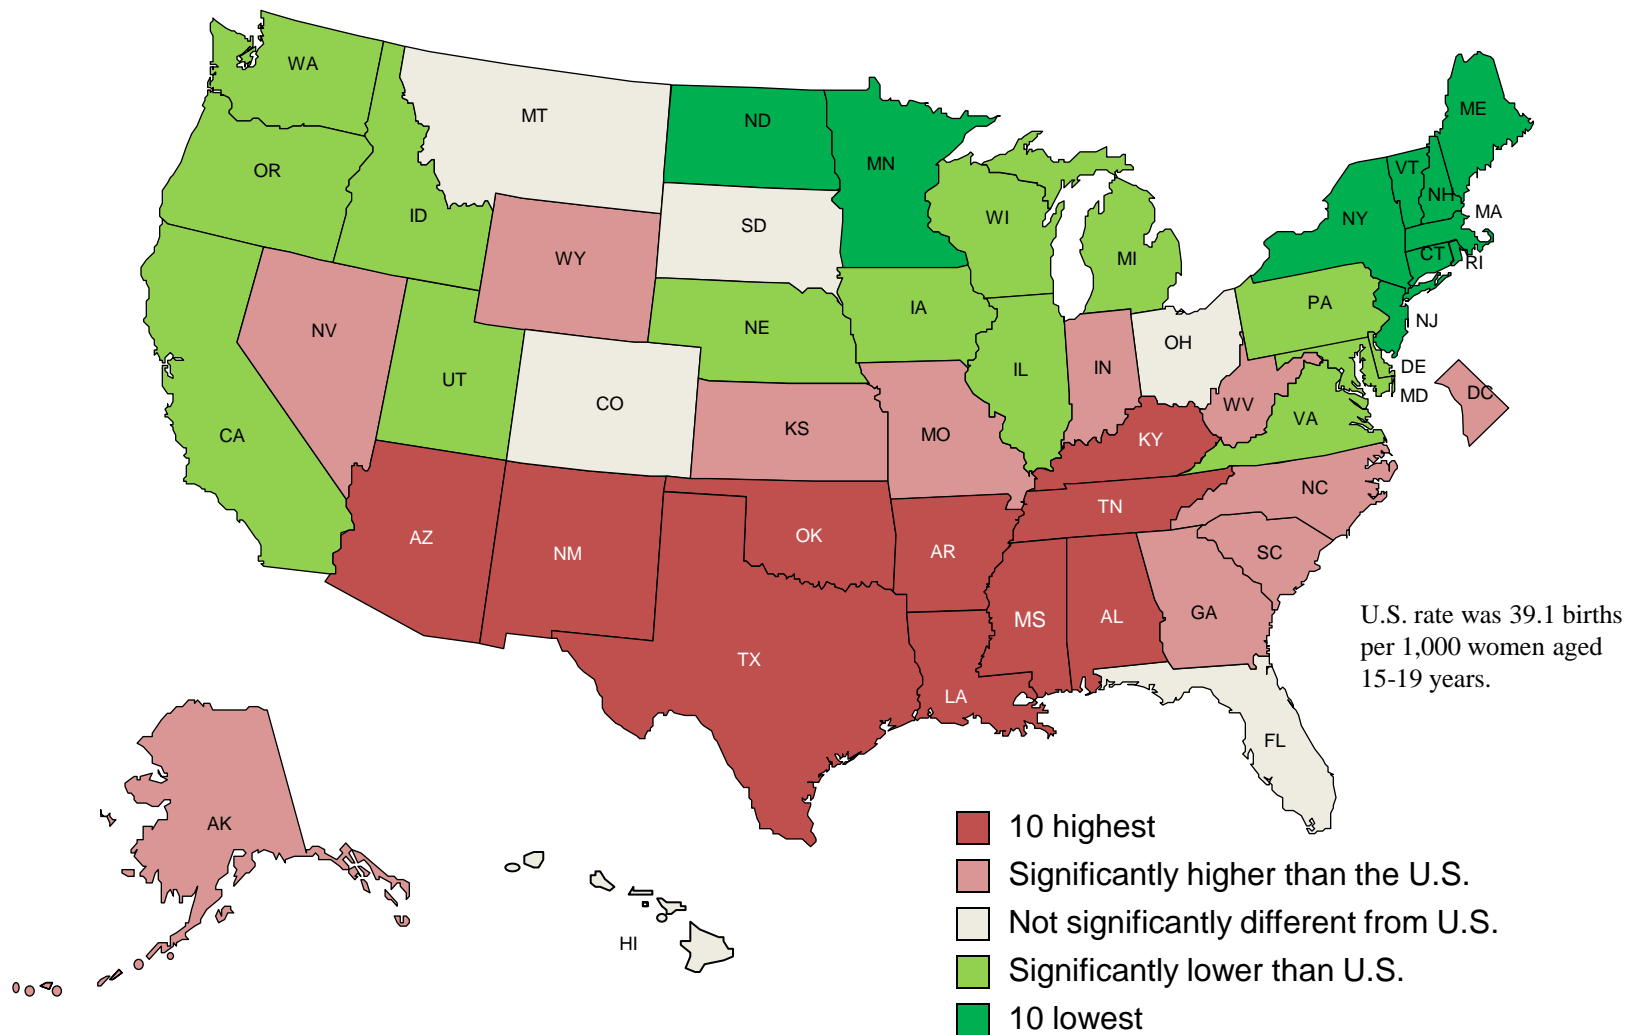 WA
MT
ND
MN
ME
OR
ID
SD
WI
MI
VT
NH
NY
MA
WY
CT
RI
NV
UT
NE
IA
IL
IN
OH
PA
NJ
DE
MD
DC
CA
CO
KS
MO
KY
WV
VA
NC
TN
AZ
NM
OK
AR
SC
MS
AL
GA
TX
LA
FL
AK
HI
U.S. rate was 39.1 births
per 1,000 women aged
15-19 years.
10 highest
Significantly higher than the U.S.
Not significantly different from U.S.
Significantly lower than U.S.
10 lowest